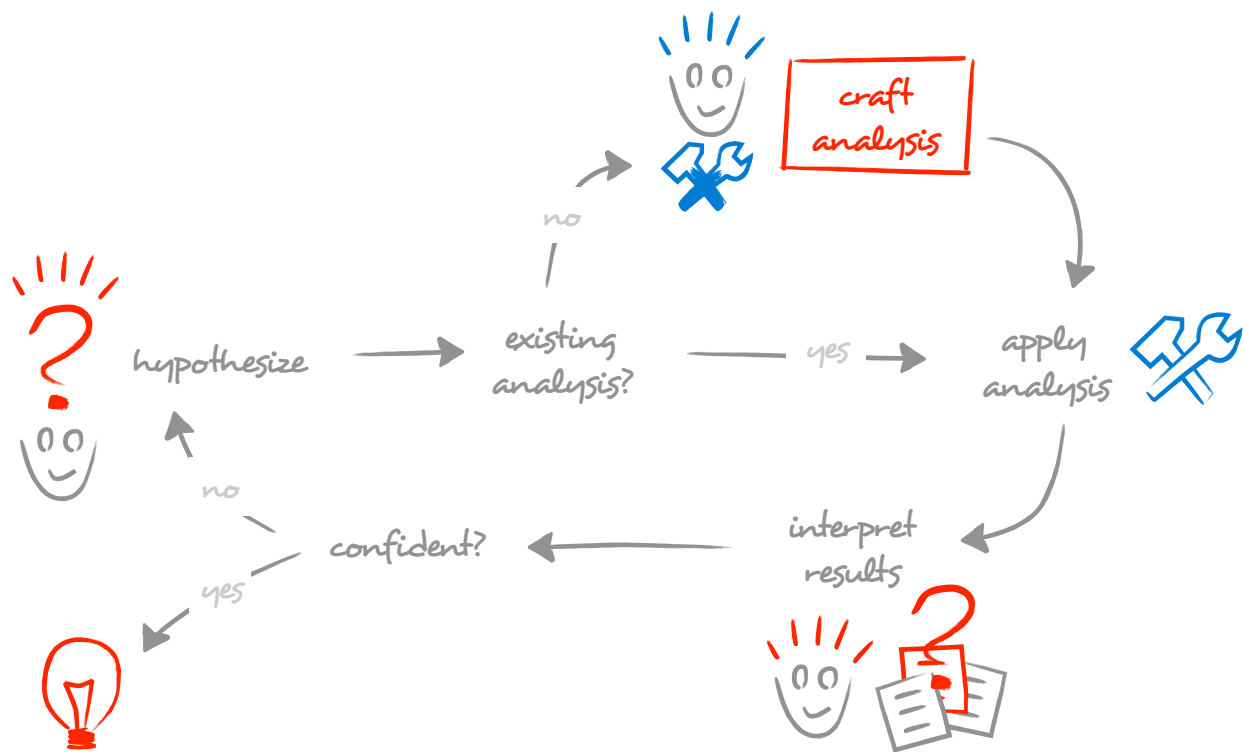 craft
analysis
no
hypothesize
existing
analysis?
yes
apply
analysis
no
confident?
interpret
results
yes